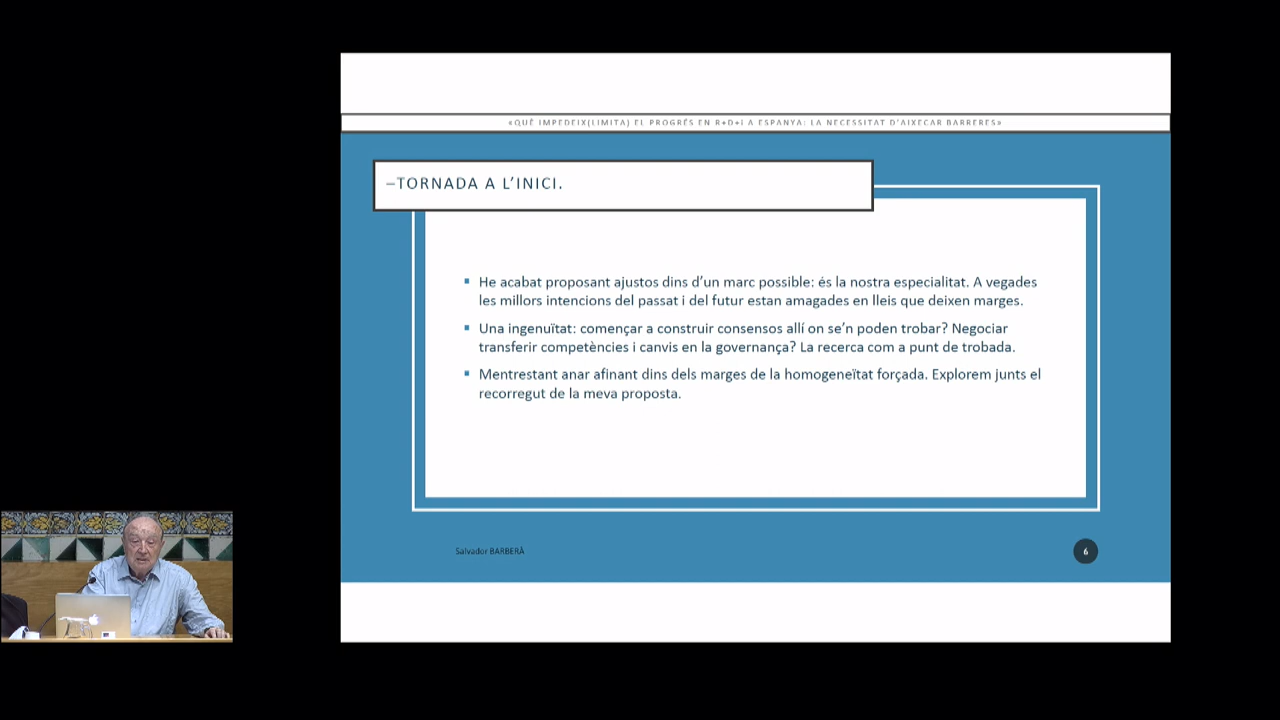 «QUÈ IMPEDEIX(LIMITA) EL PROGRÉS EN R+D+I A ESPANYA: LA NECESSITAT D'AIXECAR BARRERES»
–TORNADA A L'INICI.
▪ He acabat proposant ajustos dins d'un marc possible: és la nostra especialitat. A vegades
les millors intencions del passat i del futur estan amagades en lleis que deixen marges.
▪ Una ingenuïtat: començar a construir consensos allí on se'n poden trobar? Negociar
transferir competències i canvis en la governança? La recerca com a punt de trobada.
▪ Mentrestant anar afinant dins dels marges de la homogeneïtat forçada. Explorem junts el
recorregut de la meva proposta.
Salvador BARBERÀ
6